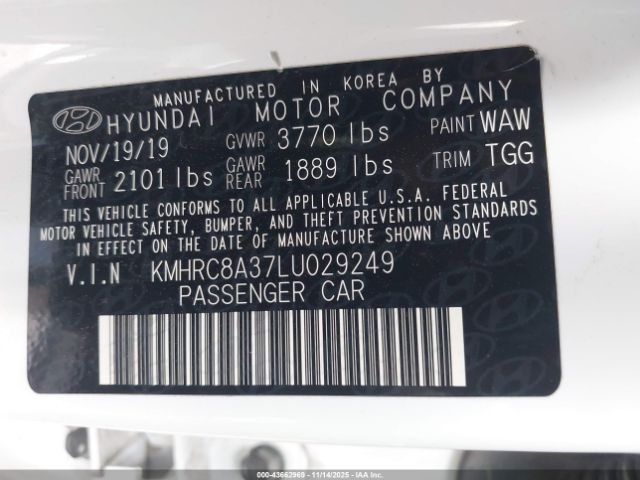 MANUFACTURED IN KOREA BY
HYUNDAI MOTOR COMPANY
NOV/19/19 GVWR 3770 lbs PAINT WAW
GAWR FRONT 2101 lbs GAWR REAR 1889 lbs TRIM TGG
THIS VEHICLE CONFORMS TO ALL APPLICABLE U.S.A. FEDERAL
MOTOR VEHICLE SAFETY, BUMPER, AND THEFT PREVENTION STANDARDS
IN EFFECT ON THE DATE OF MANUFACTURE SHOWN ABOVE
V.I.N KMHRC8A37LU029249
PASSENGER CAR
000-43662969 | 11/14/2025 | IAAHOLDINGS, LLC.